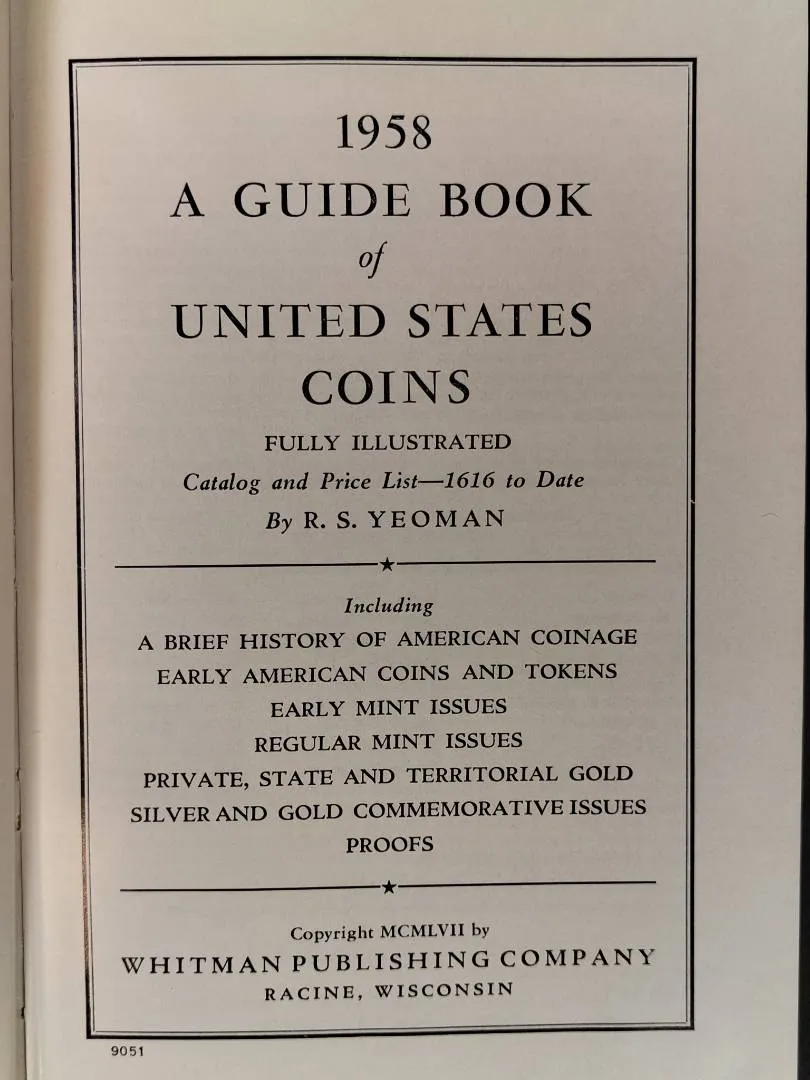 1958
A GUIDE BOOK
of
UNITED STATES
COINS
FULLY ILLUSTRATED
Catalog and Price List—1616 to Date
By R. S. YEOMAN
Including
A BRIEF HISTORY OF AMERICAN COINAGE
EARLY AMERICAN COINS AND TOKENS
EARLY MINT ISSUES
REGULAR MINT ISSUES
PRIVATE, STATE AND TERRITORIAL GOLD
SILVER AND GOLD COMMEMORATIVE ISSUES
PROOFS
Copyright MCMLVII by
WHITMAN PUBLISHING COMPANY
RACINE, WISCONSIN
9051